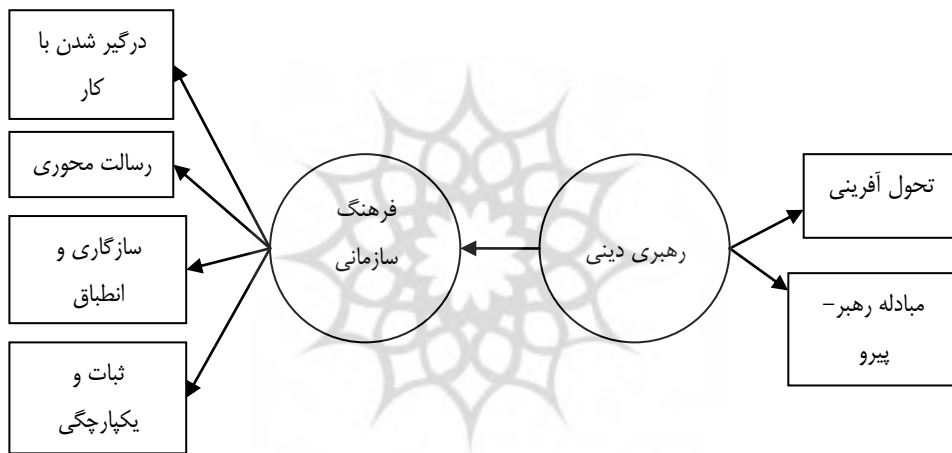 تحول آفرینی
مبادله رهبر-
پیرو
رهبری دینی
فرهنگ
سازمانی
درگیر شدن با
کار
رسالت محوری
سازگاری و
انطباق
ثبات و
یکپارچگی